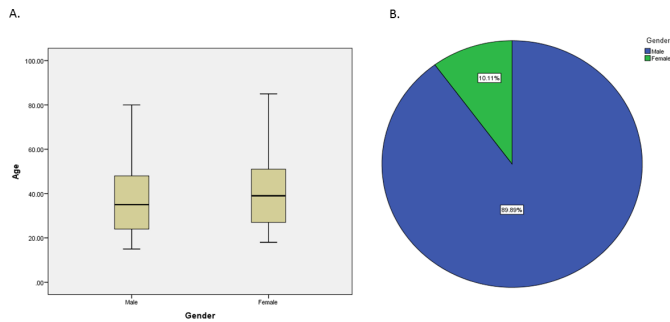 A.
B.
100.00
80.00
60.00
40.00
20.00
.00
Age
Male
Female
Gender
Gender
Male
Female
10.11%
89.89%